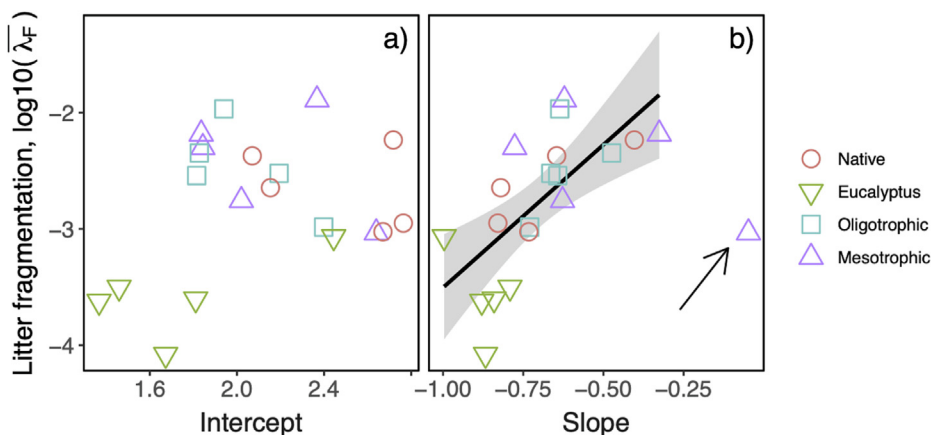 a)
b)
Litter fragmentation, log10(λ̅F̅)
−2
−3
−4
1.6
2.0
2.4
Intercept
−1.00
−0.75
−0.50
−0.25
Slope
Native
Eucalyptus
Oligotrophic
Mesotrophic